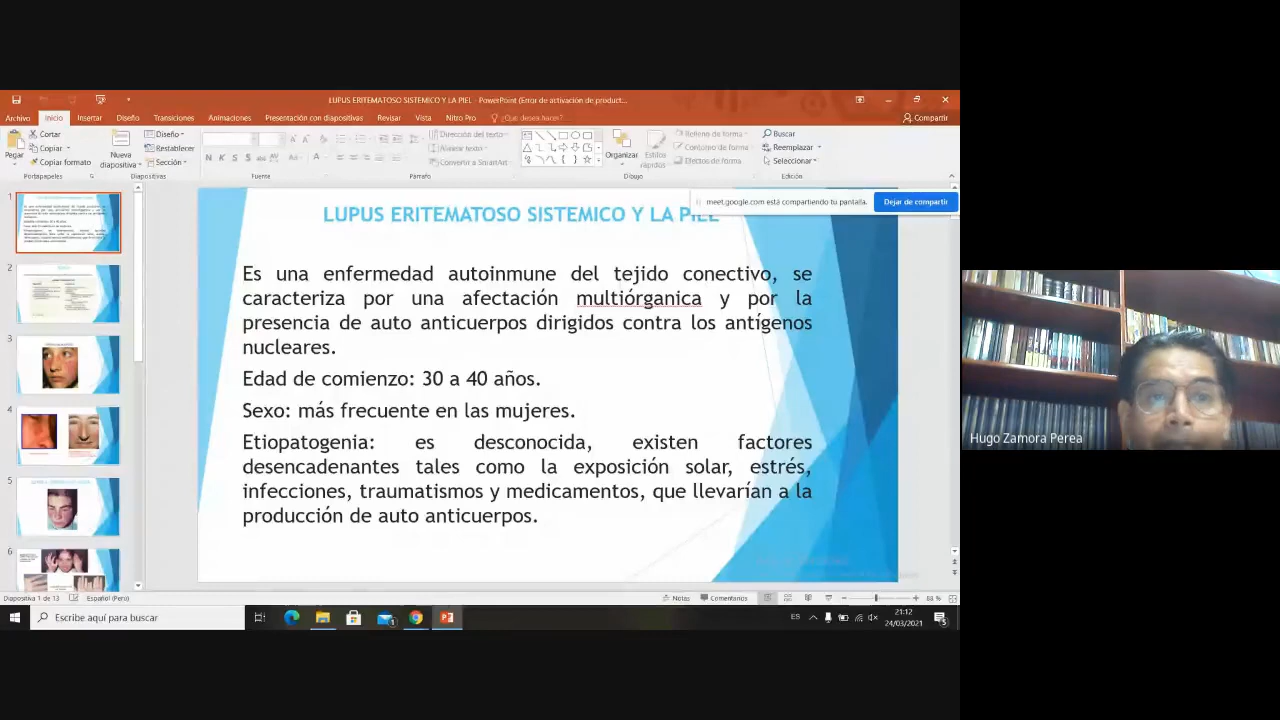 LUPUS ERITEMATOSO SISTEMICO Y LA PIEL - PowerPoint (Error de activación de product...
Archivo Inicio Insertar Diseño Transiciones Animaciones Presentación con diapositivas Revisar Vista Nitro Pro ¿Qué desea hacer? Compartir
Cortar Diseño Dirección del texto Relleno de forma Buscar
Copiar Restablecer Alinear texto Contorno de forma Reemplazar
Pegar Copiar formato Nueva diapositiva Sección N K S Convertir a SmartArt Organizar Estilos rápidos Efectos de forma Seleccionar
Portapapeles Diapositivas Fuente Párrafo Dibujo Edición
meet.google.com está compartiendo tu pantalla. Dejar de compartir
LUPUS ERITEMATOSO SISTEMICO Y LA PIEL
Es una enfermedad autoinmune del tejido conectivo, se
caracteriza por una afectación multiórganica y por la
presencia de auto anticuerpos dirigidos contra los antígenos
nucleares.
Edad de comienzo: 30 a 40 años.
Sexo: más frecuente en las mujeres.
Etiopatogenia: es desconocida, existen factores
desencadenantes tales como la exposición solar, estrés,
infecciones, traumatismos y medicamentos, que llevarían a la
producción de auto anticuerpos.
1
2
3
4
5
6
Hugo Zamora Perea
Diapositiva 1 de 13 Español (Perú) Notas Comentarios 88 %
Escribe aquí para buscar ES 21:12
24/03/2021